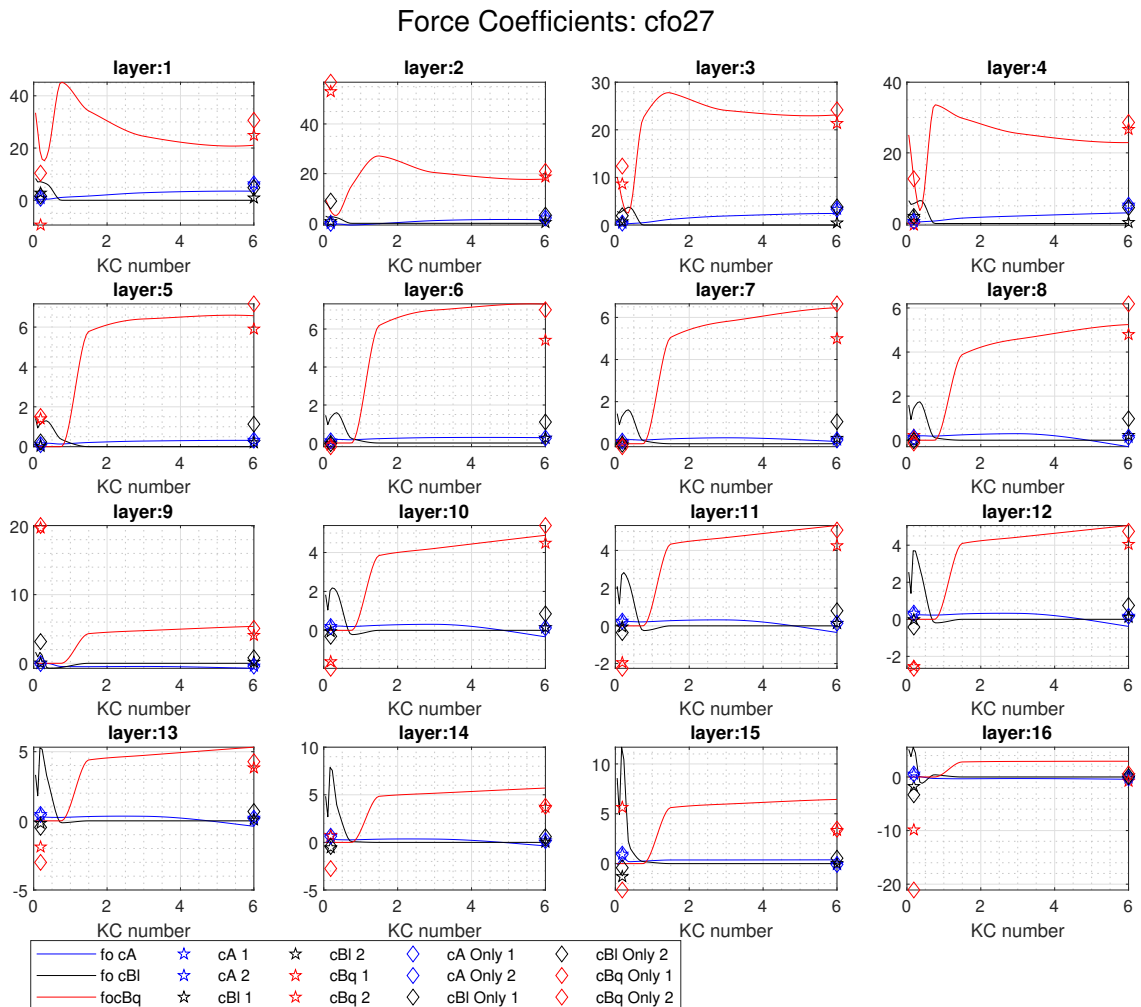 Force Coefficients: cfo27
layer:1 layer:2 layer:3 layer:4
40 20 0 0 2 4 6 KC number
40 20 0 0 2 4 6 KC number
30 20 10 0 0 2 4 6 KC number
40 20 0 0 2 4 6 KC number
layer:5 layer:6 layer:7 layer:8
6 4 2 0 0 2 4 6 KC number
6 4 2 0 0 2 4 6 KC number
6 4 2 0 0 2 4 6 KC number
6 4 2 0 0 2 4 6 KC number
layer:9 layer:10 layer:11 layer:12
20 15 10 5 0 0 2 4 6 KC number
4 2 0 0 2 4 6 KC number
4 2 0 -2 0 2 4 6 KC number
4 2 0 -2 0 2 4 6 KC number
layer:13 layer:14 layer:15 layer:16
5 0 -5 0 2 4 6 KC number
10 5 0 -5 0 2 4 6 KC number
10 5 0 0 2 4 6 KC number
10 0 -10 -20 0 2 4 6 KC number
fo cA cA 1 cBl 2 cA Only 1 cBl Only 2
fo cBl cA 2 cBq 1 cA Only 2 cBq Only 1
focBq cBl 1 cBq 2 cBl Only 1 cBq Only 2